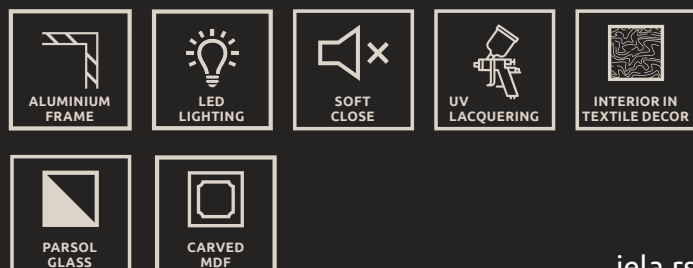 ALUMINIUM
FRAME
LED
LIGHTING
SOFT
CLOSE
UV
LACQUERING
INTERIOR IN
TEXTILE DECOR
PARSOL
GLASS
CARVED
MDF